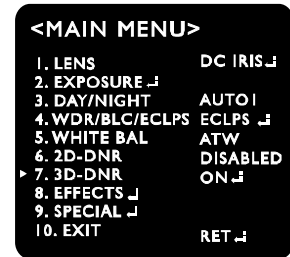 <MAIN MENU>
1. LENS DC IRIS↵
2. EXPOSURE↵
3. DAY/NIGHT AUTO1
4. WDR/BLC/ECLPS ECLPS ↵
5. WHITE BAL ATW
6. 2D-DNR DISABLED
▸ 7. 3D-DNR ON↵
8. EFFECTS ↵
9. SPECIAL ↵
10. EXIT RET↵